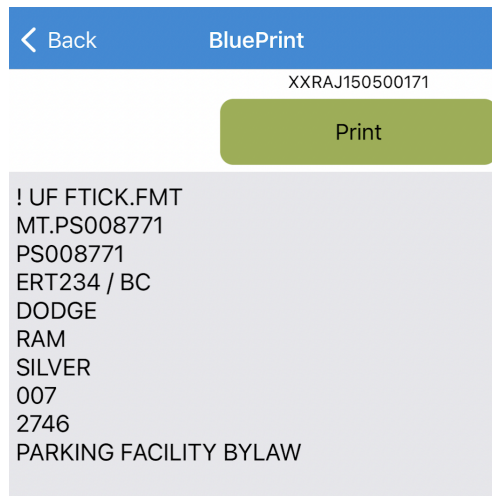 Back
BluePrint
XXRAJ150500171
Print
! UF FTICK.FMT
MT.PS008771
PS008771
ERT234 / BC
DODGE
RAM
SILVER
007
2746
PARKING FACILITY BYLAW